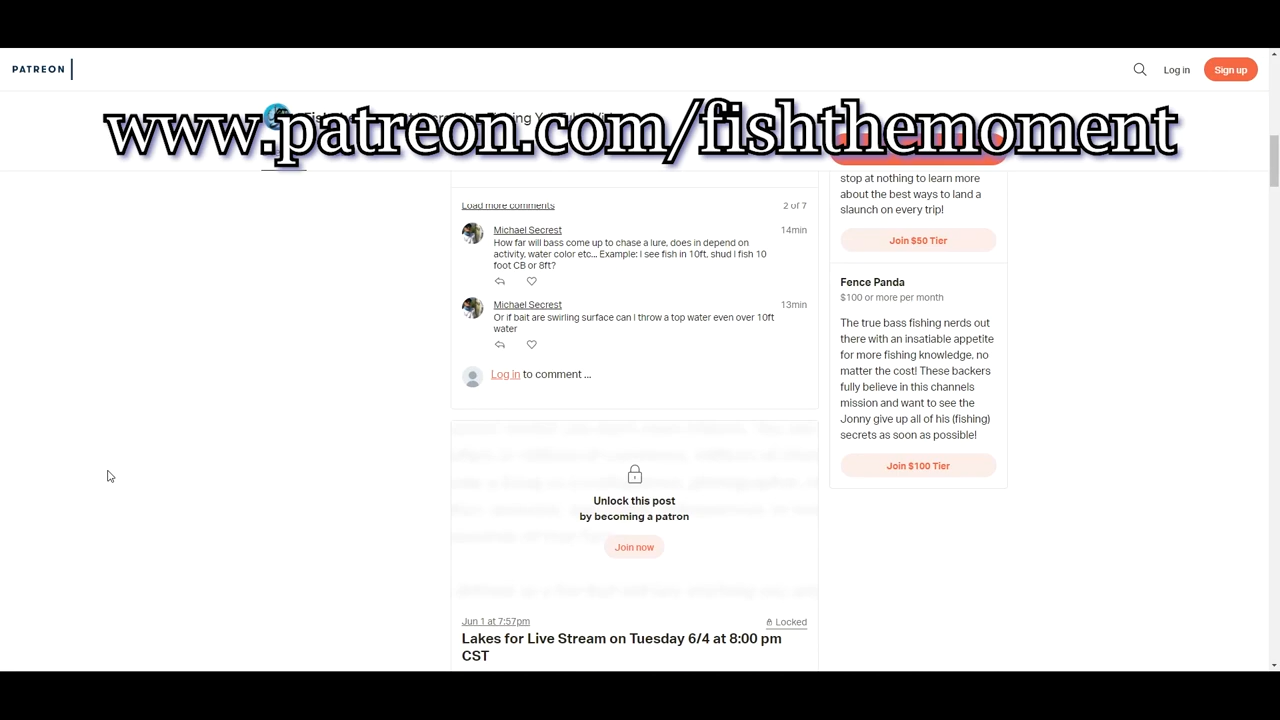 PATREON
Log in
Sign up
www.patreon.com/fishthemoment
Load more comments
2 of 7
Michael Secrest
14min
How far will bass come up to chase a lure, does in depend on
activity, water color etc... Example: I see fish in 10ft. shud I fish 10
foot CB or 8ft?
Michael Secrest
13min
Or if bait are swirling surface can I throw a top water even over 10ft
water
Log in to comment ...
Unlock this post
by becoming a patron
Join now
Jun 1 at 7:57pm
Locked
Lakes for Live Stream on Tuesday 6/4 at 8:00 pm
CST
stop at nothing to learn more
about the best ways to land a
slaunch on every trip!
Join $50 Tier
Fence Panda
$100 or more per month
The true bass fishing nerds out
there with an insatiable appetite
for more fishing knowledge, no
matter the cost! These backers
fully believe in this channels
mission and want to see the
Jonny give up all of his (fishing)
secrets as soon as possible!
Join $100 Tier